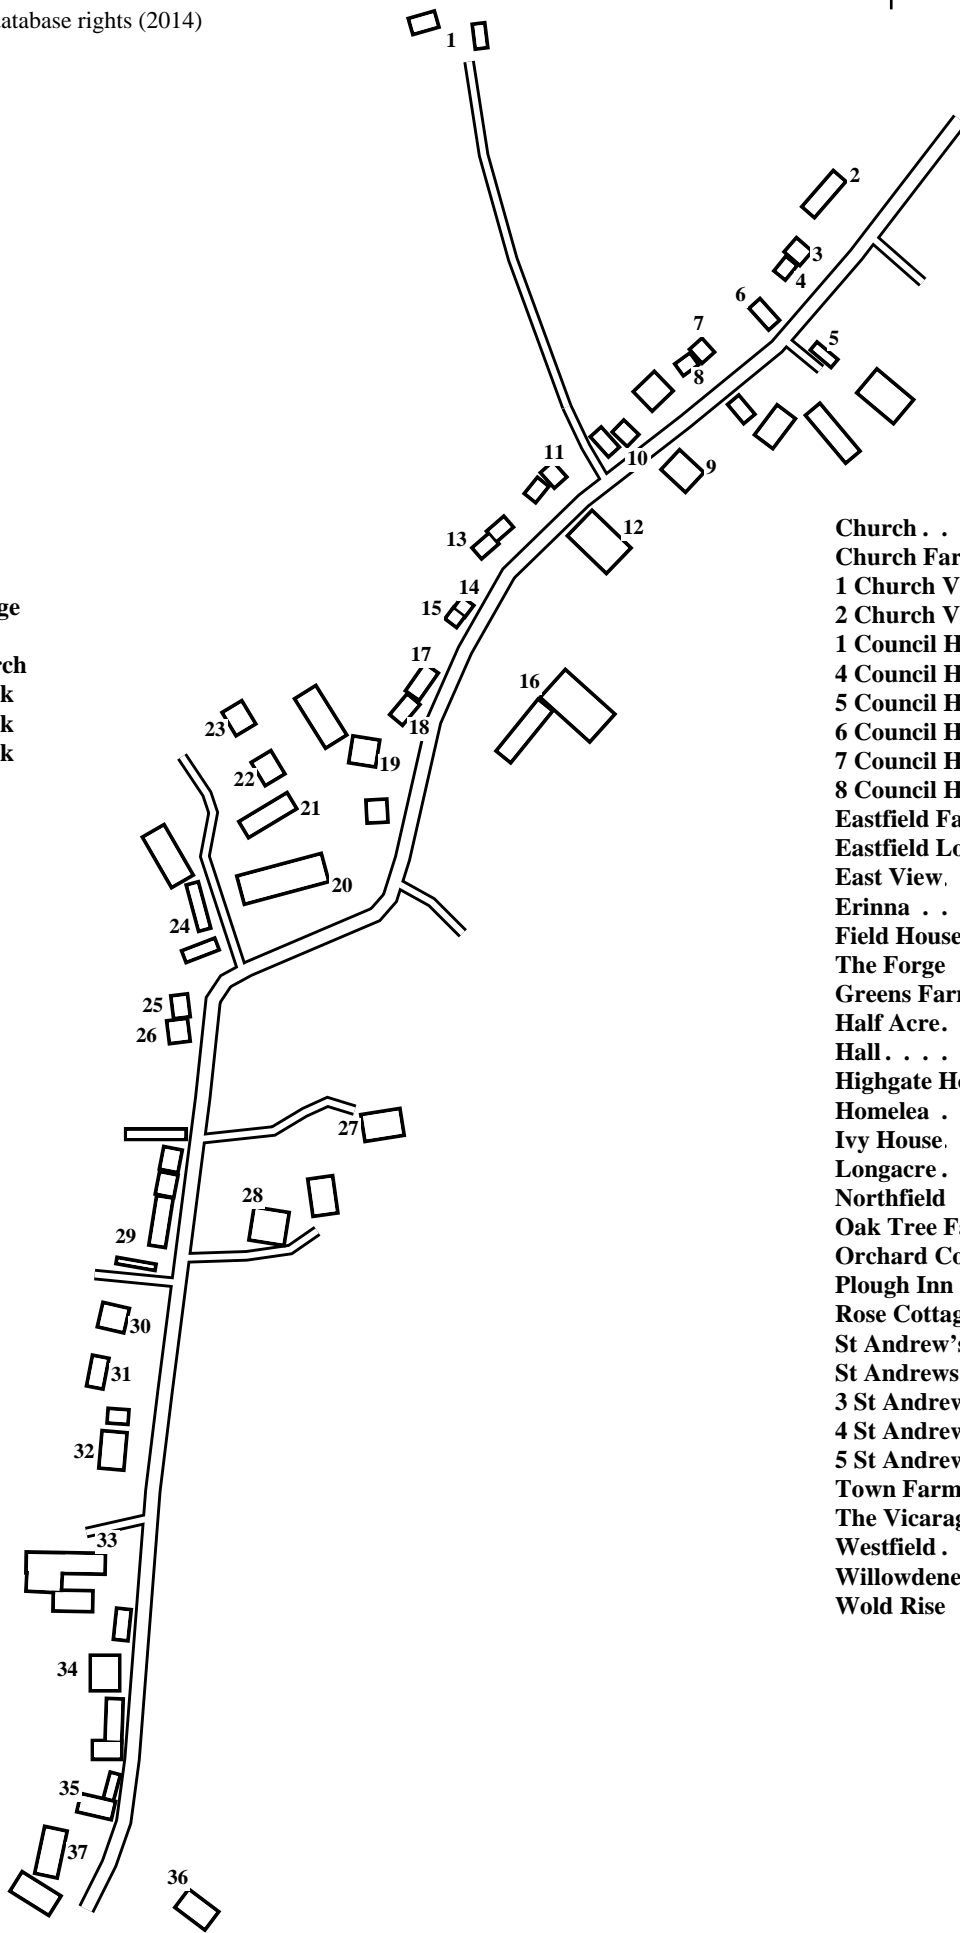 atabase rights (2014)
1
2
3
4
6
7
5
8
11
10
9
13
12
14
15
17
16
18
23
19
22
21
20
24
25
26
27
28
29
30
31
32
33
34
35
37
36
ge
rch
k
k
k
Church . .
Church Far
1 Church V
2 Church V
1 Council H
4 Council H
5 Council H
6 Council H
7 Council H
8 Council H
Eastfield Fa
Eastfield Lo
East View.
Erinna . .
Field House
The Forge
Greens Farm
Half Acre.
Hall . . . .
Highgate Ho
Homelea .
Ivy House.
Longacre .
Northfield
Oak Tree Fa
Orchard Co
Plough Inn
Rose Cottag
St Andrew's
St Andrews
3 St Andrew
4 St Andrew
5 St Andrew
Town Farm
The Vicarag
Westfield .
Willowdene
Wold Rise